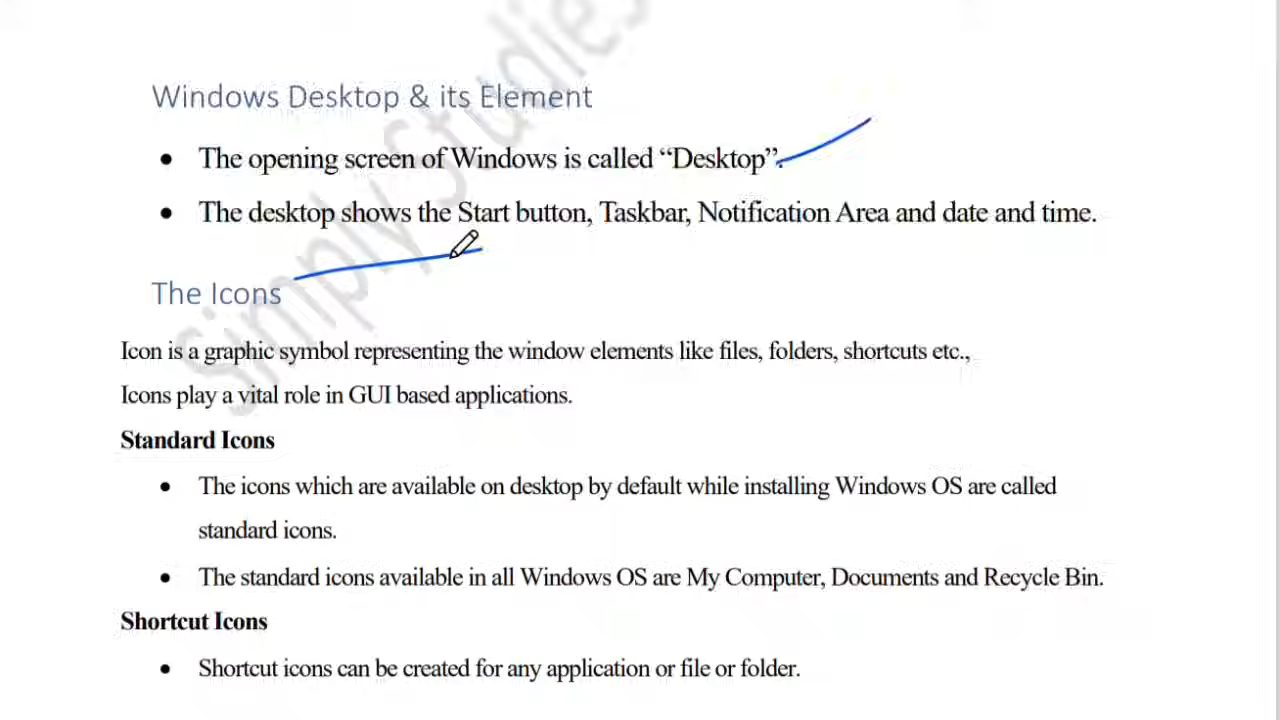 Windows Desktop & its Element
• The opening screen of Windows is called “Desktop”.
• The desktop shows the Start button, Taskbar, Notification Area and date and time.
The Icons
Icon is a graphic symbol representing the window elements like files, folders, shortcuts etc.,
Icons play a vital role in GUI based applications.
Standard Icons
• The icons which are available on desktop by default while installing Windows OS are called
standard icons.
• The standard icons available in all Windows OS are My Computer, Documents and Recycle Bin.
Shortcut Icons
• Shortcut icons can be created for any application or file or folder.
Simply Studies